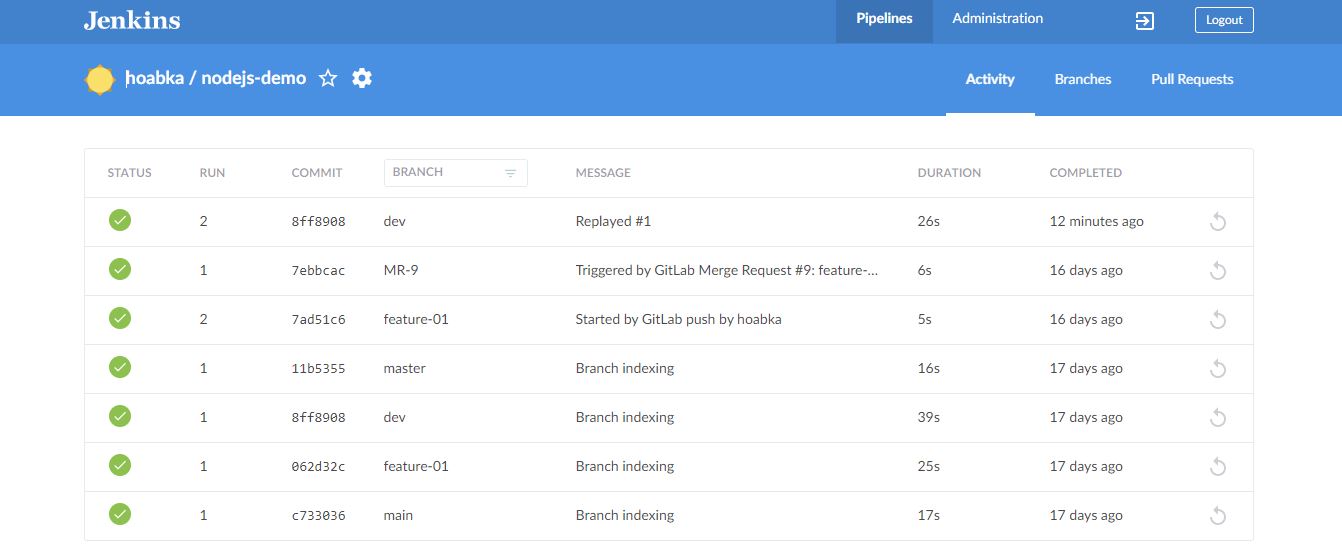 Jenkins Pipelines Administration Logout
hoabka / nodejs-demo Activity Branches Pull Requests
STATUS RUN COMMIT BRANCH MESSAGE DURATION COMPLETED
2 8ff8908 dev Replayed #1 26s 12 minutes ago
1 7ebbcac MR-9 Triggered by GitLab Merge Request #9: feature-... 6s 16 days ago
2 7ad51c6 feature-01 Started by GitLab push by hoabka 5s 16 days ago
1 11b5355 master Branch indexing 16s 17 days ago
1 8ff8908 dev Branch indexing 39s 17 days ago
1 062d32c feature-01 Branch indexing 25s 17 days ago
1 c733036 main Branch indexing 17s 17 days ago